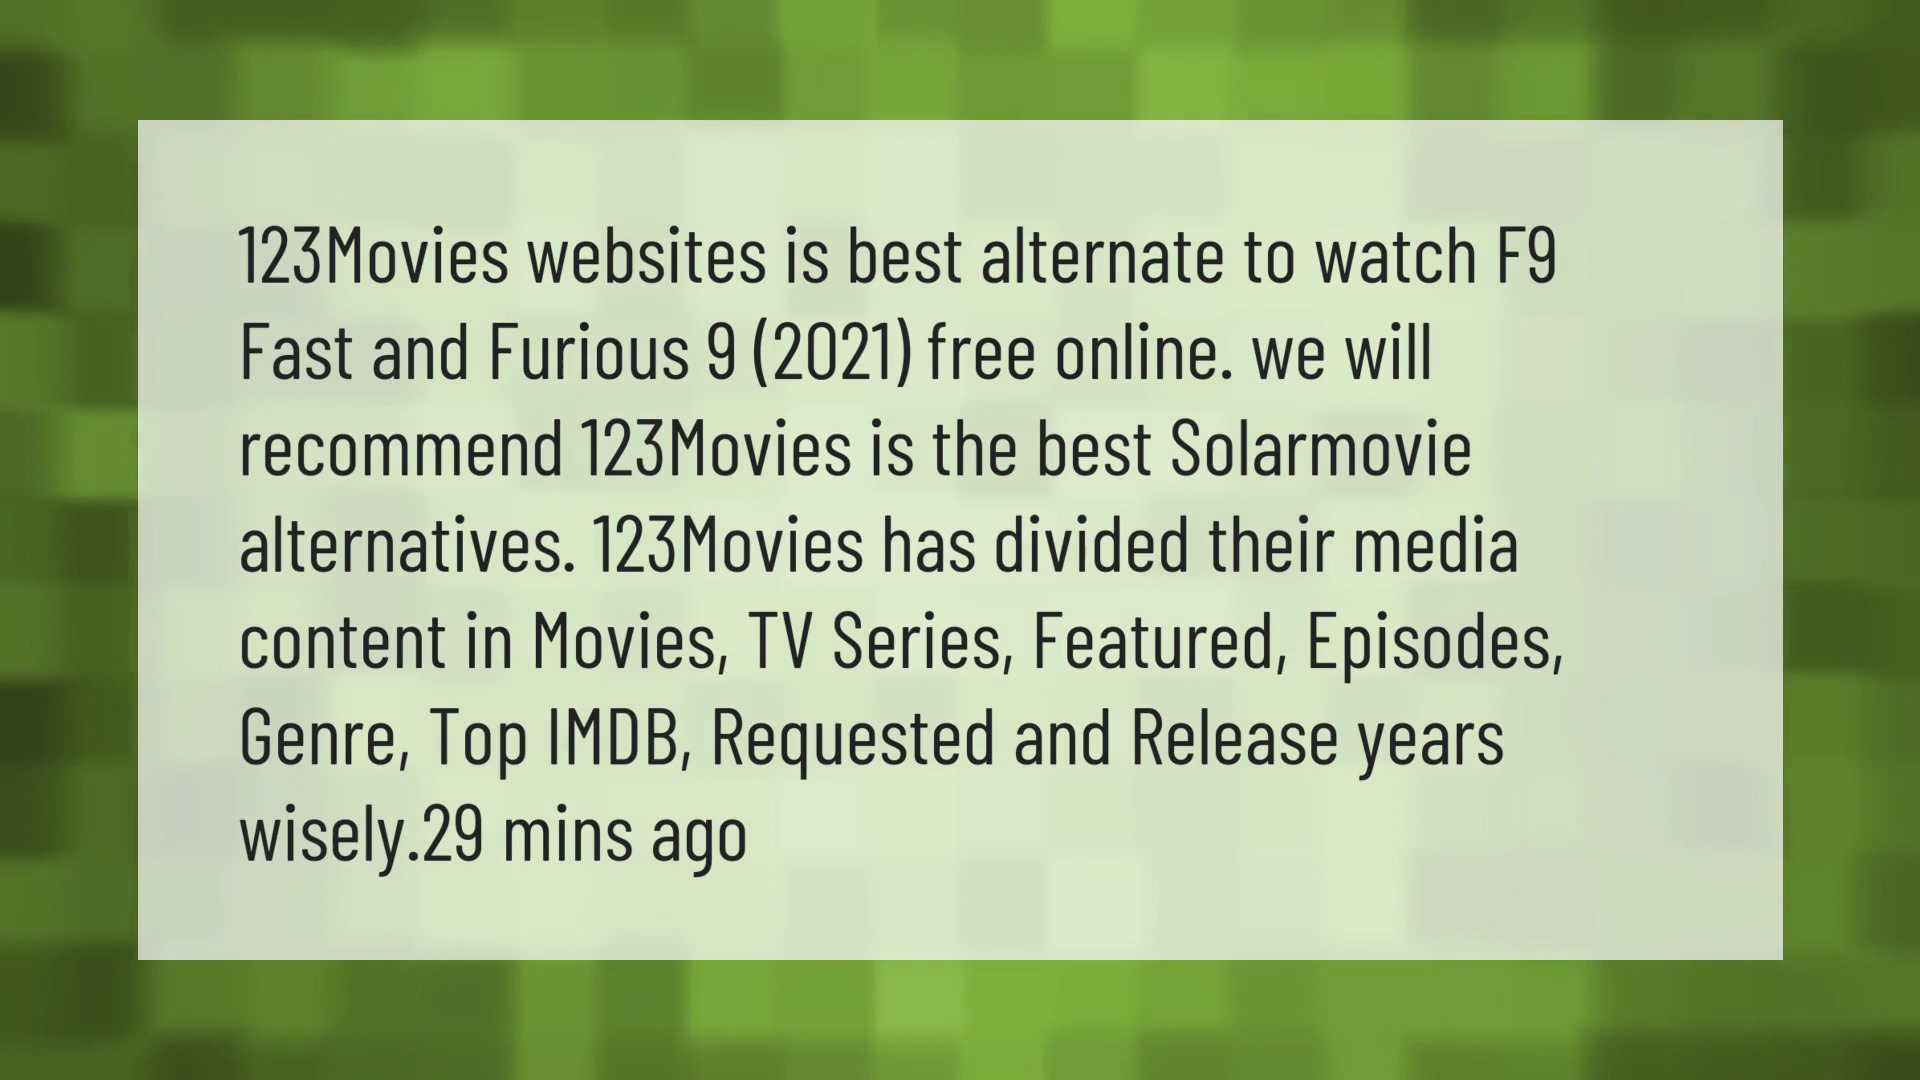 123Movies websites is best alternate to watch F9
Fast and Furious 9 (2021) free online. we will
recommend 123Movies is the best Solarmovie
alternatives. 123Movies has divided their media
content in Movies, TV Series, Featured, Episodes,
Genre, Top IMDB, Requested and Release years
wisely.29 mins ago